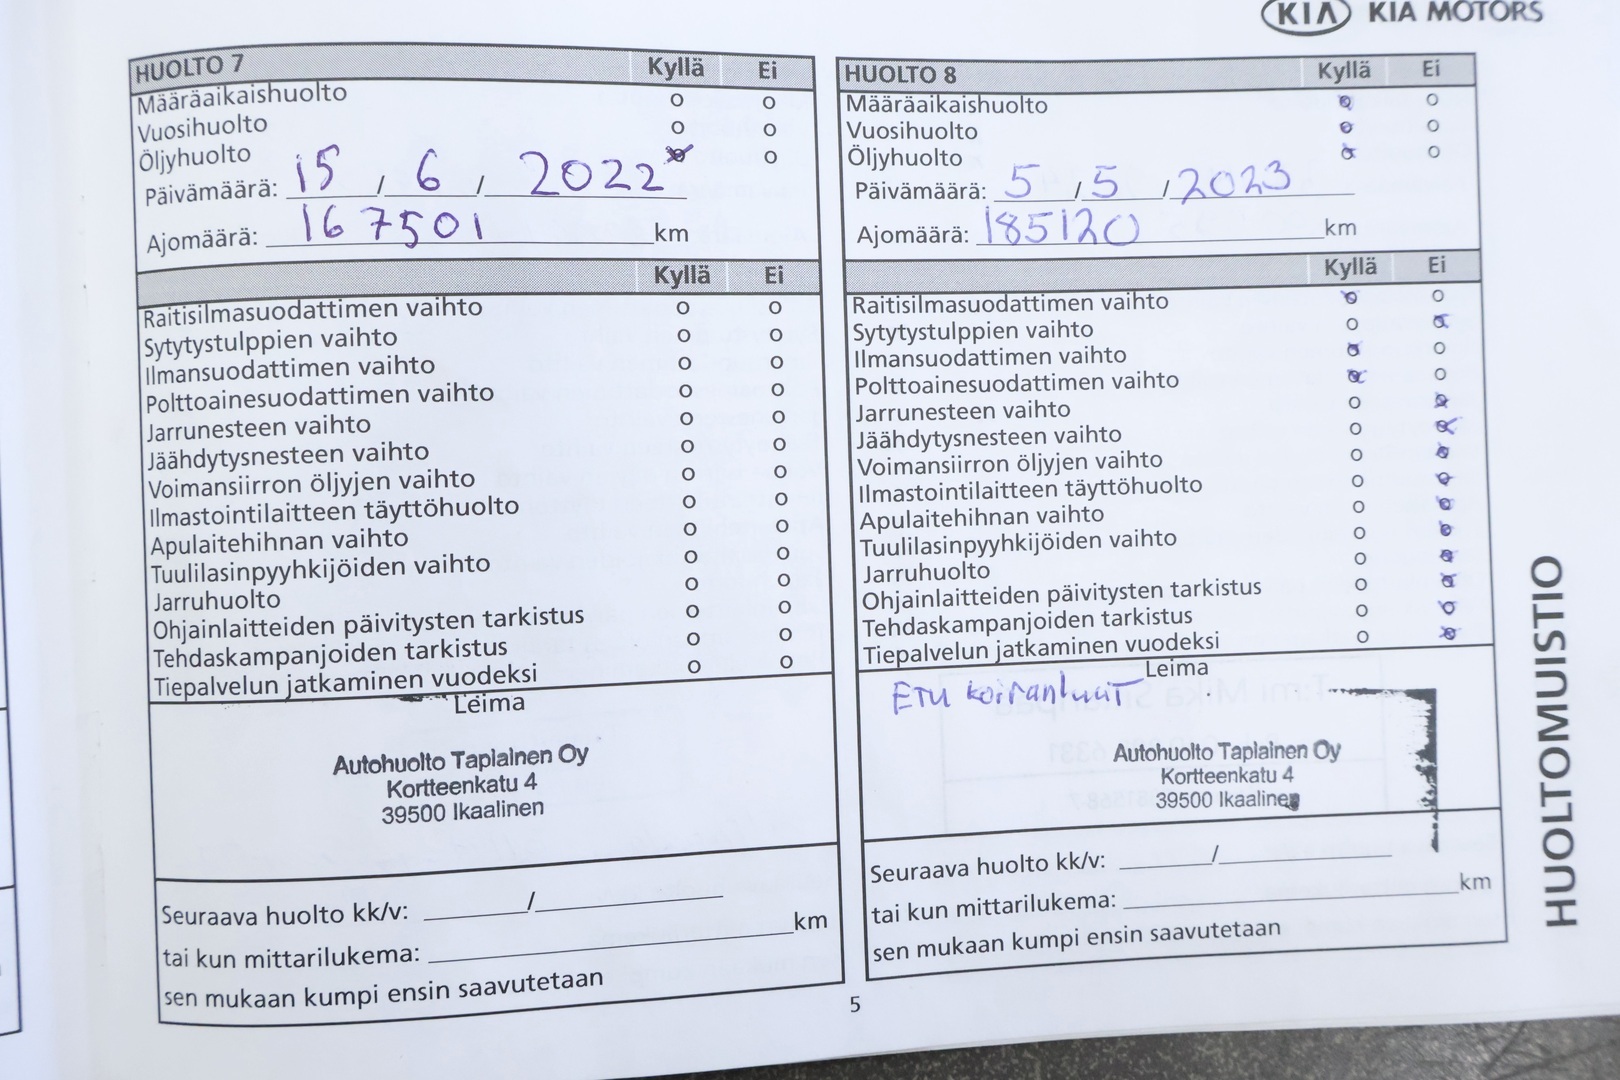 KIA KIA MOTORS
HUOLTO 7 Kyllä Ei
Määräaikaishuolto o o
Vuosihuolto o o
Öljyhuolto o o
Päivämäärä: 15 / 6 / 2022
Ajomäärä: 167501 km
Kyllä Ei
Raitisilmasuodattimen vaihto o o
Sytytystulppien vaihto o o
Ilmansuodattimen vaihto o o
Polttoainesuodattimen vaihto o o
Jarrunesteen vaihto o o
Jäähdytysnesteen vaihto o o
Voimansiirron öljyjen vaihto o o
Ilmastointilaitteen täyttöhuolto o o
Apulaitehihnan vaihto o o
Tuulilasinpyyhkijöiden vaihto o o
Jarruhuolto o o
Ohjainlaitteiden päivitysten tarkistus o o
Tehdaskampanjoiden tarkistus o o
Tiepalvelun jatkaminen vuodeksi o o
Leima
Autohuolto Tapiainen Oy
Kortteenkatu 4
39500 Ikaalinen
Seuraava huolto kk/v: /
tai kun mittarilukema: km
sen mukaan kumpi ensin saavutetaan
HUOLTO 8 Kyllä Ei
Määräaikaishuolto o o
Vuosihuolto o o
Öljyhuolto o o
Päivämäärä: 5 / 5 / 2023
Ajomäärä: 185120 km
Kyllä Ei
Raitisilmasuodattimen vaihto o o
Sytytystulppien vaihto o o
Ilmansuodattimen vaihto o o
Polttoainesuodattimen vaihto o o
Jarrunesteen vaihto o o
Jäähdytysnesteen vaihto o o
Voimansiirron öljyjen vaihto o o
Ilmastointilaitteen täyttöhuolto o o
Apulaitehihnan vaihto o o
Tuulilasinpyyhkijöiden vaihto o o
Jarruhuolto o o
Ohjainlaitteiden päivitysten tarkistus o o
Tehdaskampanjoiden tarkistus o o
Tiepalvelun jatkaminen vuodeksi o o
Leima
ETU koiranluut
Autohuolto Tapiainen Oy
Kortteenkatu 4
39500 Ikaalinen
Seuraava huolto kk/v: /
tai kun mittarilukema: km
sen mukaan kumpi ensin saavutetaan
5
HUOLTOMUISTIO